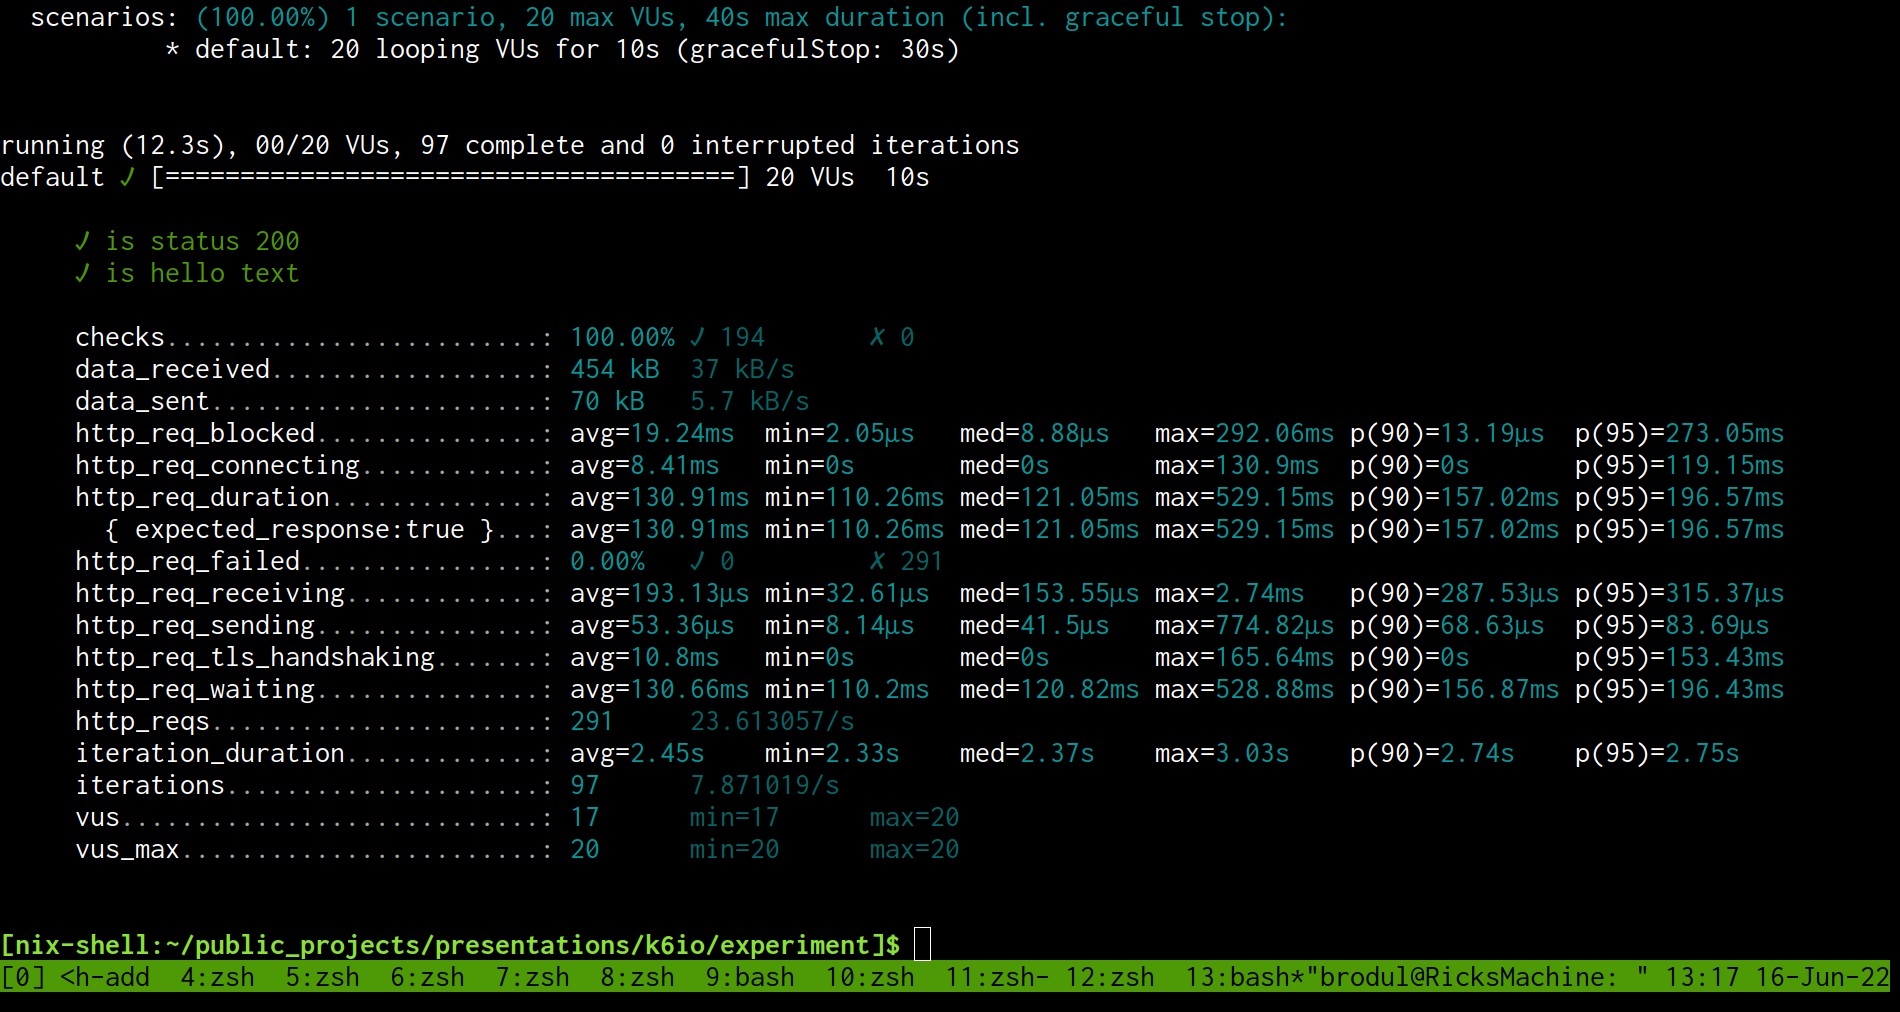 scenarios: (100.00%) 1 scenario, 20 max VUs, 40s max duration (incl. graceful stop):
* default: 20 looping VUs for 10s (gracefulStop: 30s)
running (12.3s), 00/20 VUs, 97 complete and 0 interrupted iterations
default ✓ [======================================] 20 VUs  10s
✓ is status 200
✓ is hello text
checks.........................: 100.00% ✓ 194       ✗ 0
data_received..................: 454 kB  37 kB/s
data_sent......................: 70 kB   5.7 kB/s
http_req_blocked...............: avg=19.24ms  min=2.05µs   med=8.88µs   max=292.06ms p(90)=13.19µs  p(95)=273.05ms
http_req_connecting............: avg=8.41ms   min=0s       med=0s       max=130.9ms  p(90)=0s       p(95)=119.15ms
http_req_duration..............: avg=130.91ms min=110.26ms med=121.05ms max=529.15ms p(90)=157.02ms p(95)=196.57ms
{ expected_response:true }...: avg=130.91ms min=110.26ms med=121.05ms max=529.15ms p(90)=157.02ms p(95)=196.57ms
http_req_failed................: 0.00%   ✓ 0         ✗ 291
http_req_receiving.............: avg=193.13µs min=32.61µs  med=153.55µs max=2.74ms   p(90)=287.53µs p(95)=315.37µs
http_req_sending...............: avg=53.36µs  min=8.14µs   med=41.5µs   max=774.82µs p(90)=68.63µs  p(95)=83.69µs
http_req_tls_handshaking.......: avg=10.8ms   min=0s       med=0s       max=165.64ms p(90)=0s       p(95)=153.43ms
http_req_waiting...............: avg=130.66ms min=110.2ms  med=120.82ms max=528.88ms p(90)=156.87ms p(95)=196.43ms
http_reqs......................: 291     23.613057/s
iteration_duration.............: avg=2.45s    min=2.33s    med=2.37s    max=3.03s    p(90)=2.74s    p(95)=2.75s
iterations.....................: 97      7.871019/s
vus............................: 17      min=17      max=20
vus_max........................: 20      min=20      max=20
[nix-shell:~/public_projects/presentations/k6io/experiment]$
[0] <h-add  4:zsh  5:zsh  6:zsh  7:zsh  8:zsh  9:bash  10:zsh  11:zsh- 12:zsh  13:bash*"brodul@RicksMachine: " 13:17 16-Jun-22